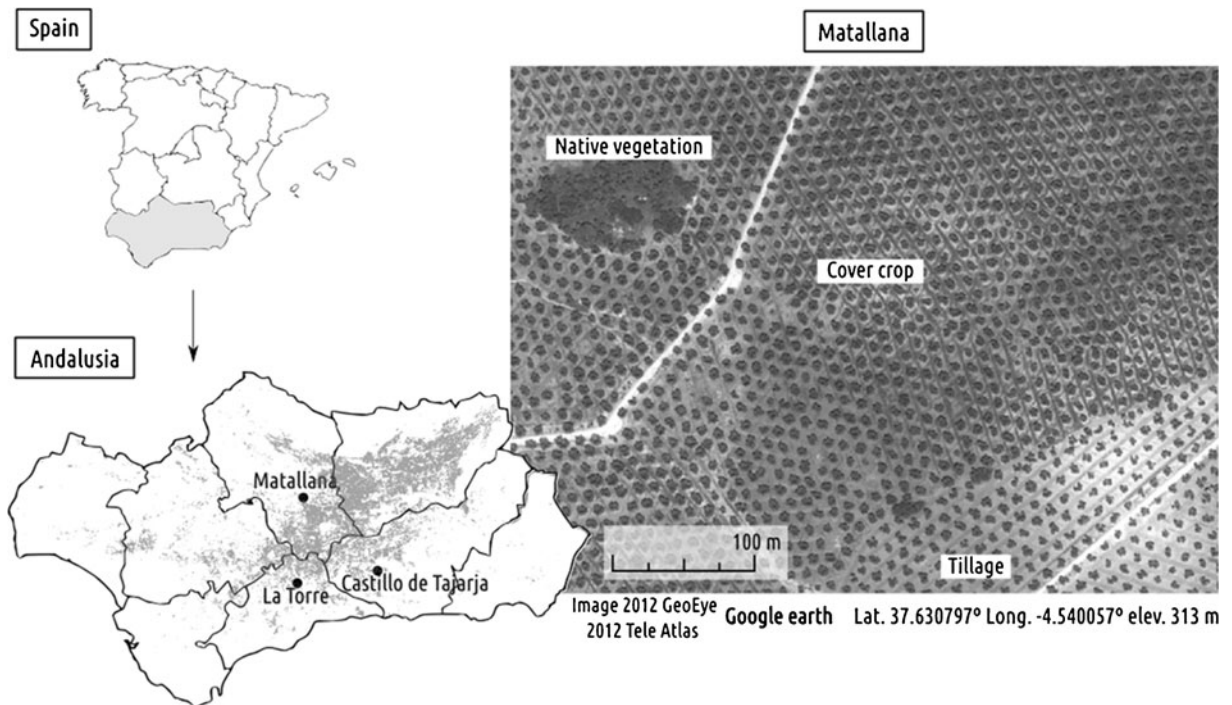 Spain
Matallana
Native vegetation
Cover crop
Andalusia
Matallana
Castillo de Tajarja
La Torre
100 m
Tillage
Image 2012 GeoEye
2012 Tele Atlas
Google earth
Lat. 37.630797° Long. -4.540057° elev. 313 m